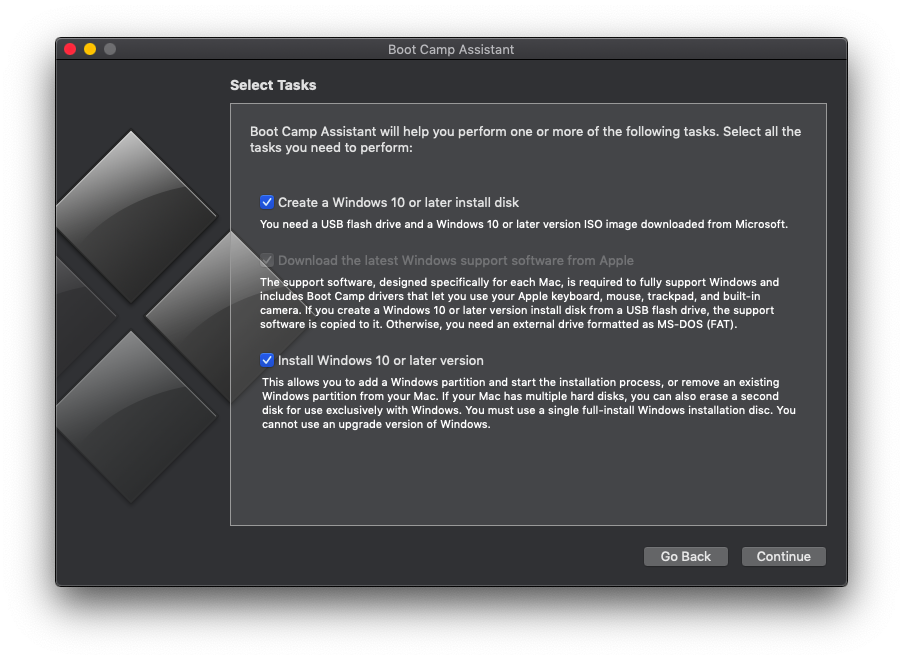 Boot Camp Assistant
Select Tasks
Boot Camp Assistant will help you perform one or more of the following tasks. Select all the
tasks you need to perform:
Create a Windows 10 or later install disk
You need a USB flash drive and a Windows 10 or later version ISO image downloaded from Microsoft.
Download the latest Windows support software from Apple
The support software, designed specifically for each Mac, is required to fully support Windows and
includes Boot Camp drivers that let you use your Apple keyboard, mouse, trackpad, and built-in
camera. If you create a Windows 10 or later version install disk from a USB flash drive, the support
software is copied to it. Otherwise, you need an external drive formatted as MS-DOS (FAT).
Install Windows 10 or later version
This allows you to add a Windows partition and start the installation process, or remove an existing
Windows partition from your Mac. If your Mac has multiple hard disks, you can also erase a second
disk for use exclusively with Windows. You must use a single full-install Windows installation disc. You
cannot use an upgrade version of Windows.
Go Back
Continue